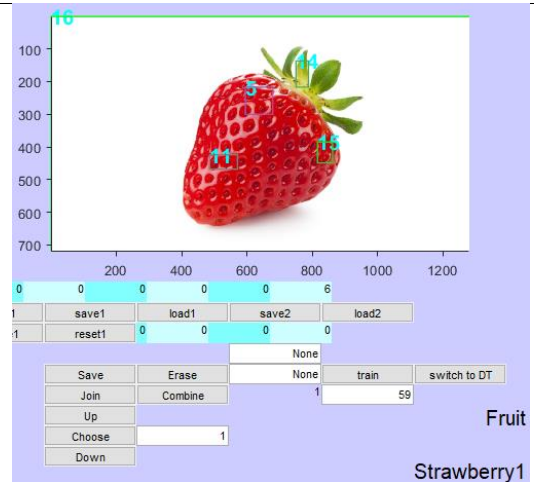 16
14
100
5
200
300
15
400
11
500
600
700
200 400 600 800 1000 1200
0 0 0 0 0 6
save1 load1 save2 load2
reset1 0 0 0 0
None
Save Erase None train switch to DT
Join Combine 1 59
Up
Fruit
Choose 1
Down
Strawberry1